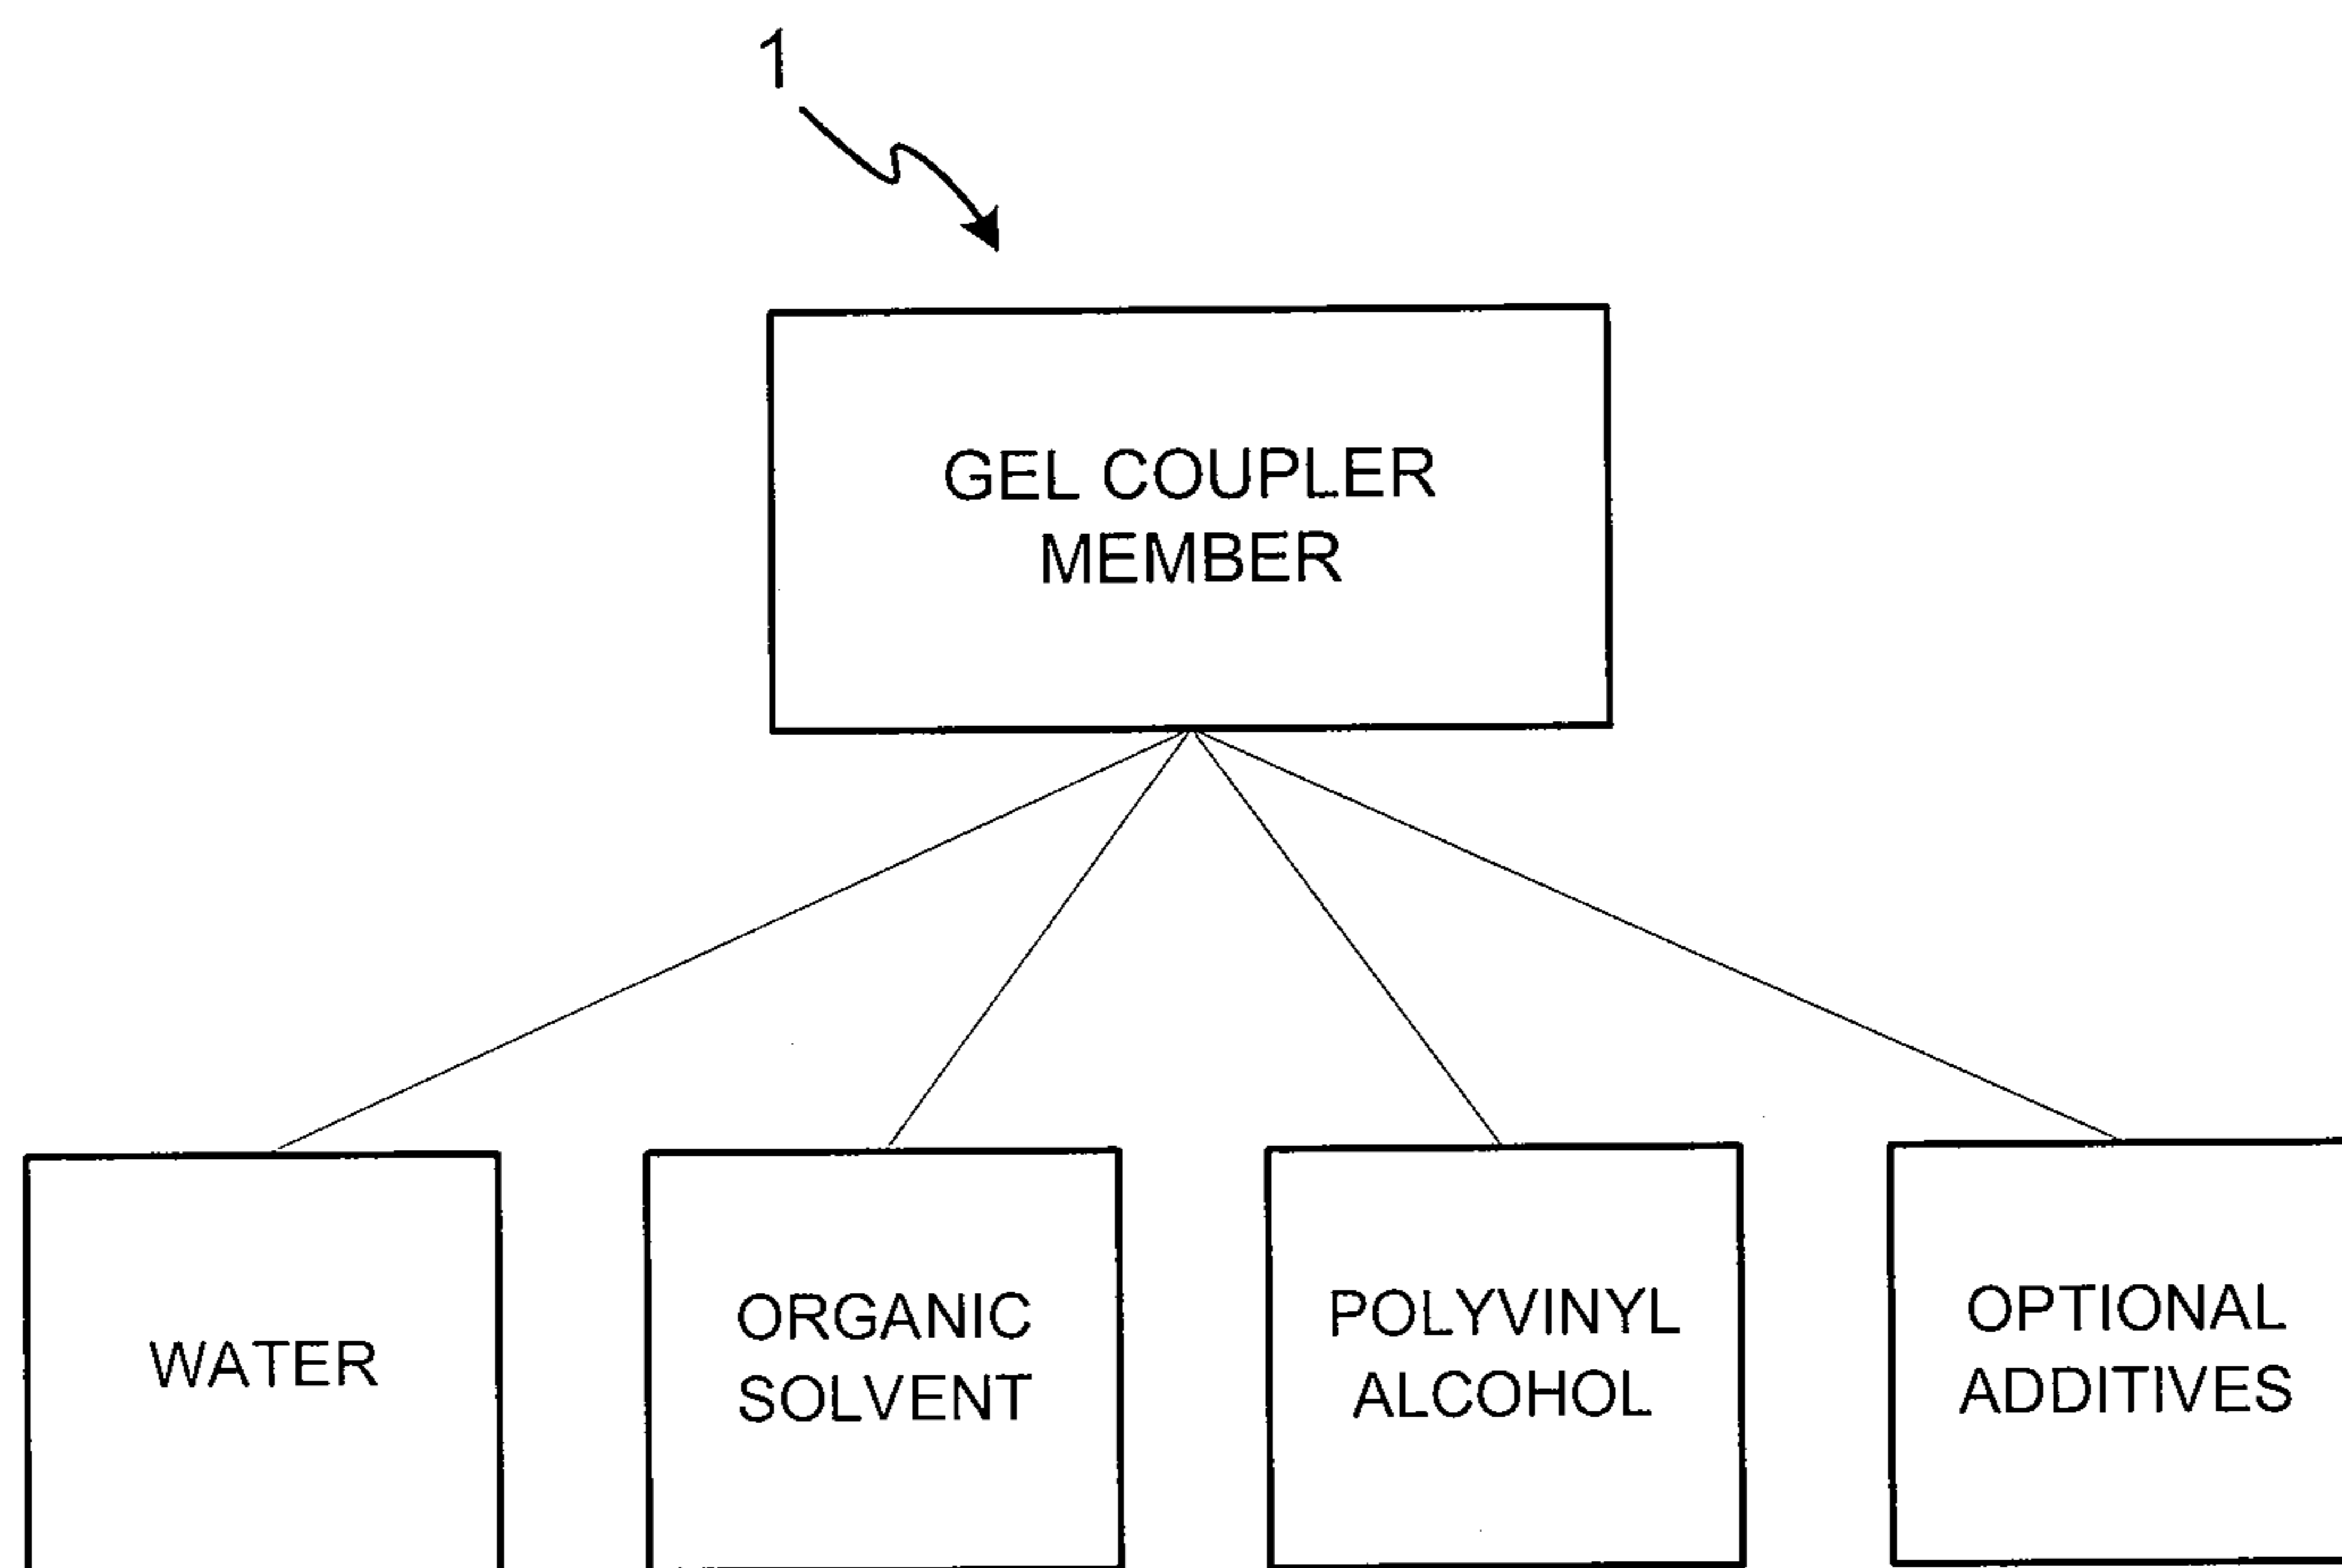 1
GEL COUPLER
MEMBER
WATER
ORGANIC
SOLVENT
POLYVINYL
ALCOHOL
OPTIONAL
ADDITIVES